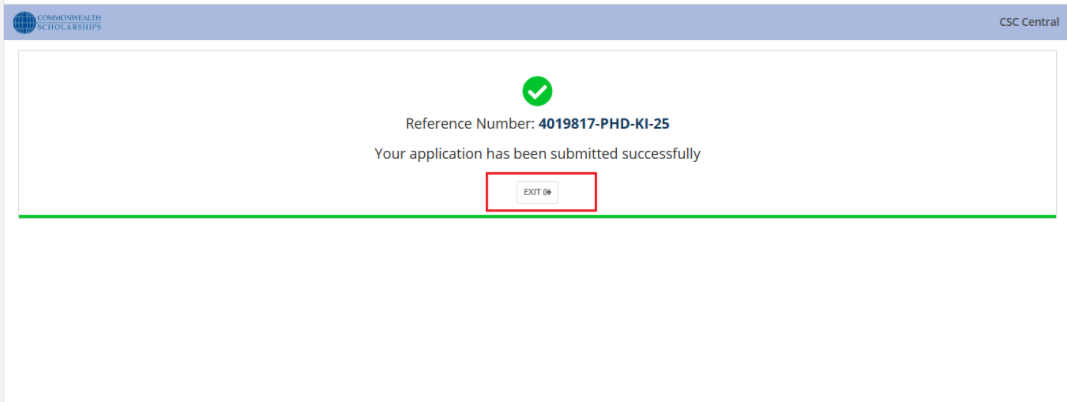 COMMONWEALTH
SCHOLARSHIPS
CSC Central
Reference Number: 4019817-PHD-KI-25
Your application has been submitted successfully
EXIT